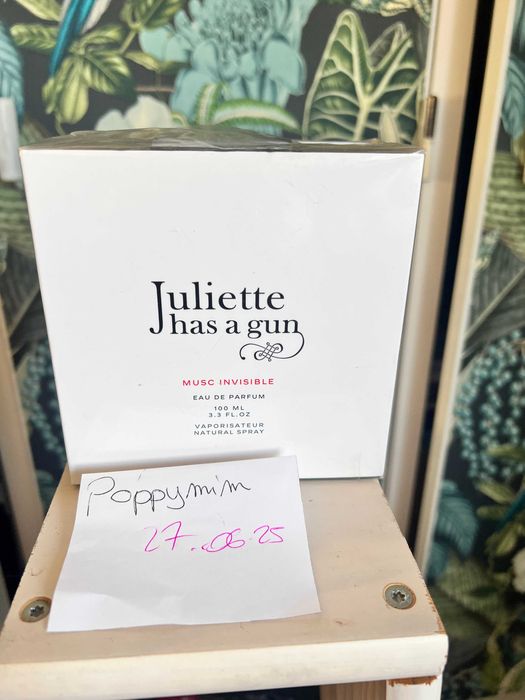 Juliette
has a gun
MUSC INVISIBLE
EAU DE PARFUM
100 ML
3.3 FL.OZ
VAPORISATEUR
NATURAL SPRAY
Poppymim
27.06.25